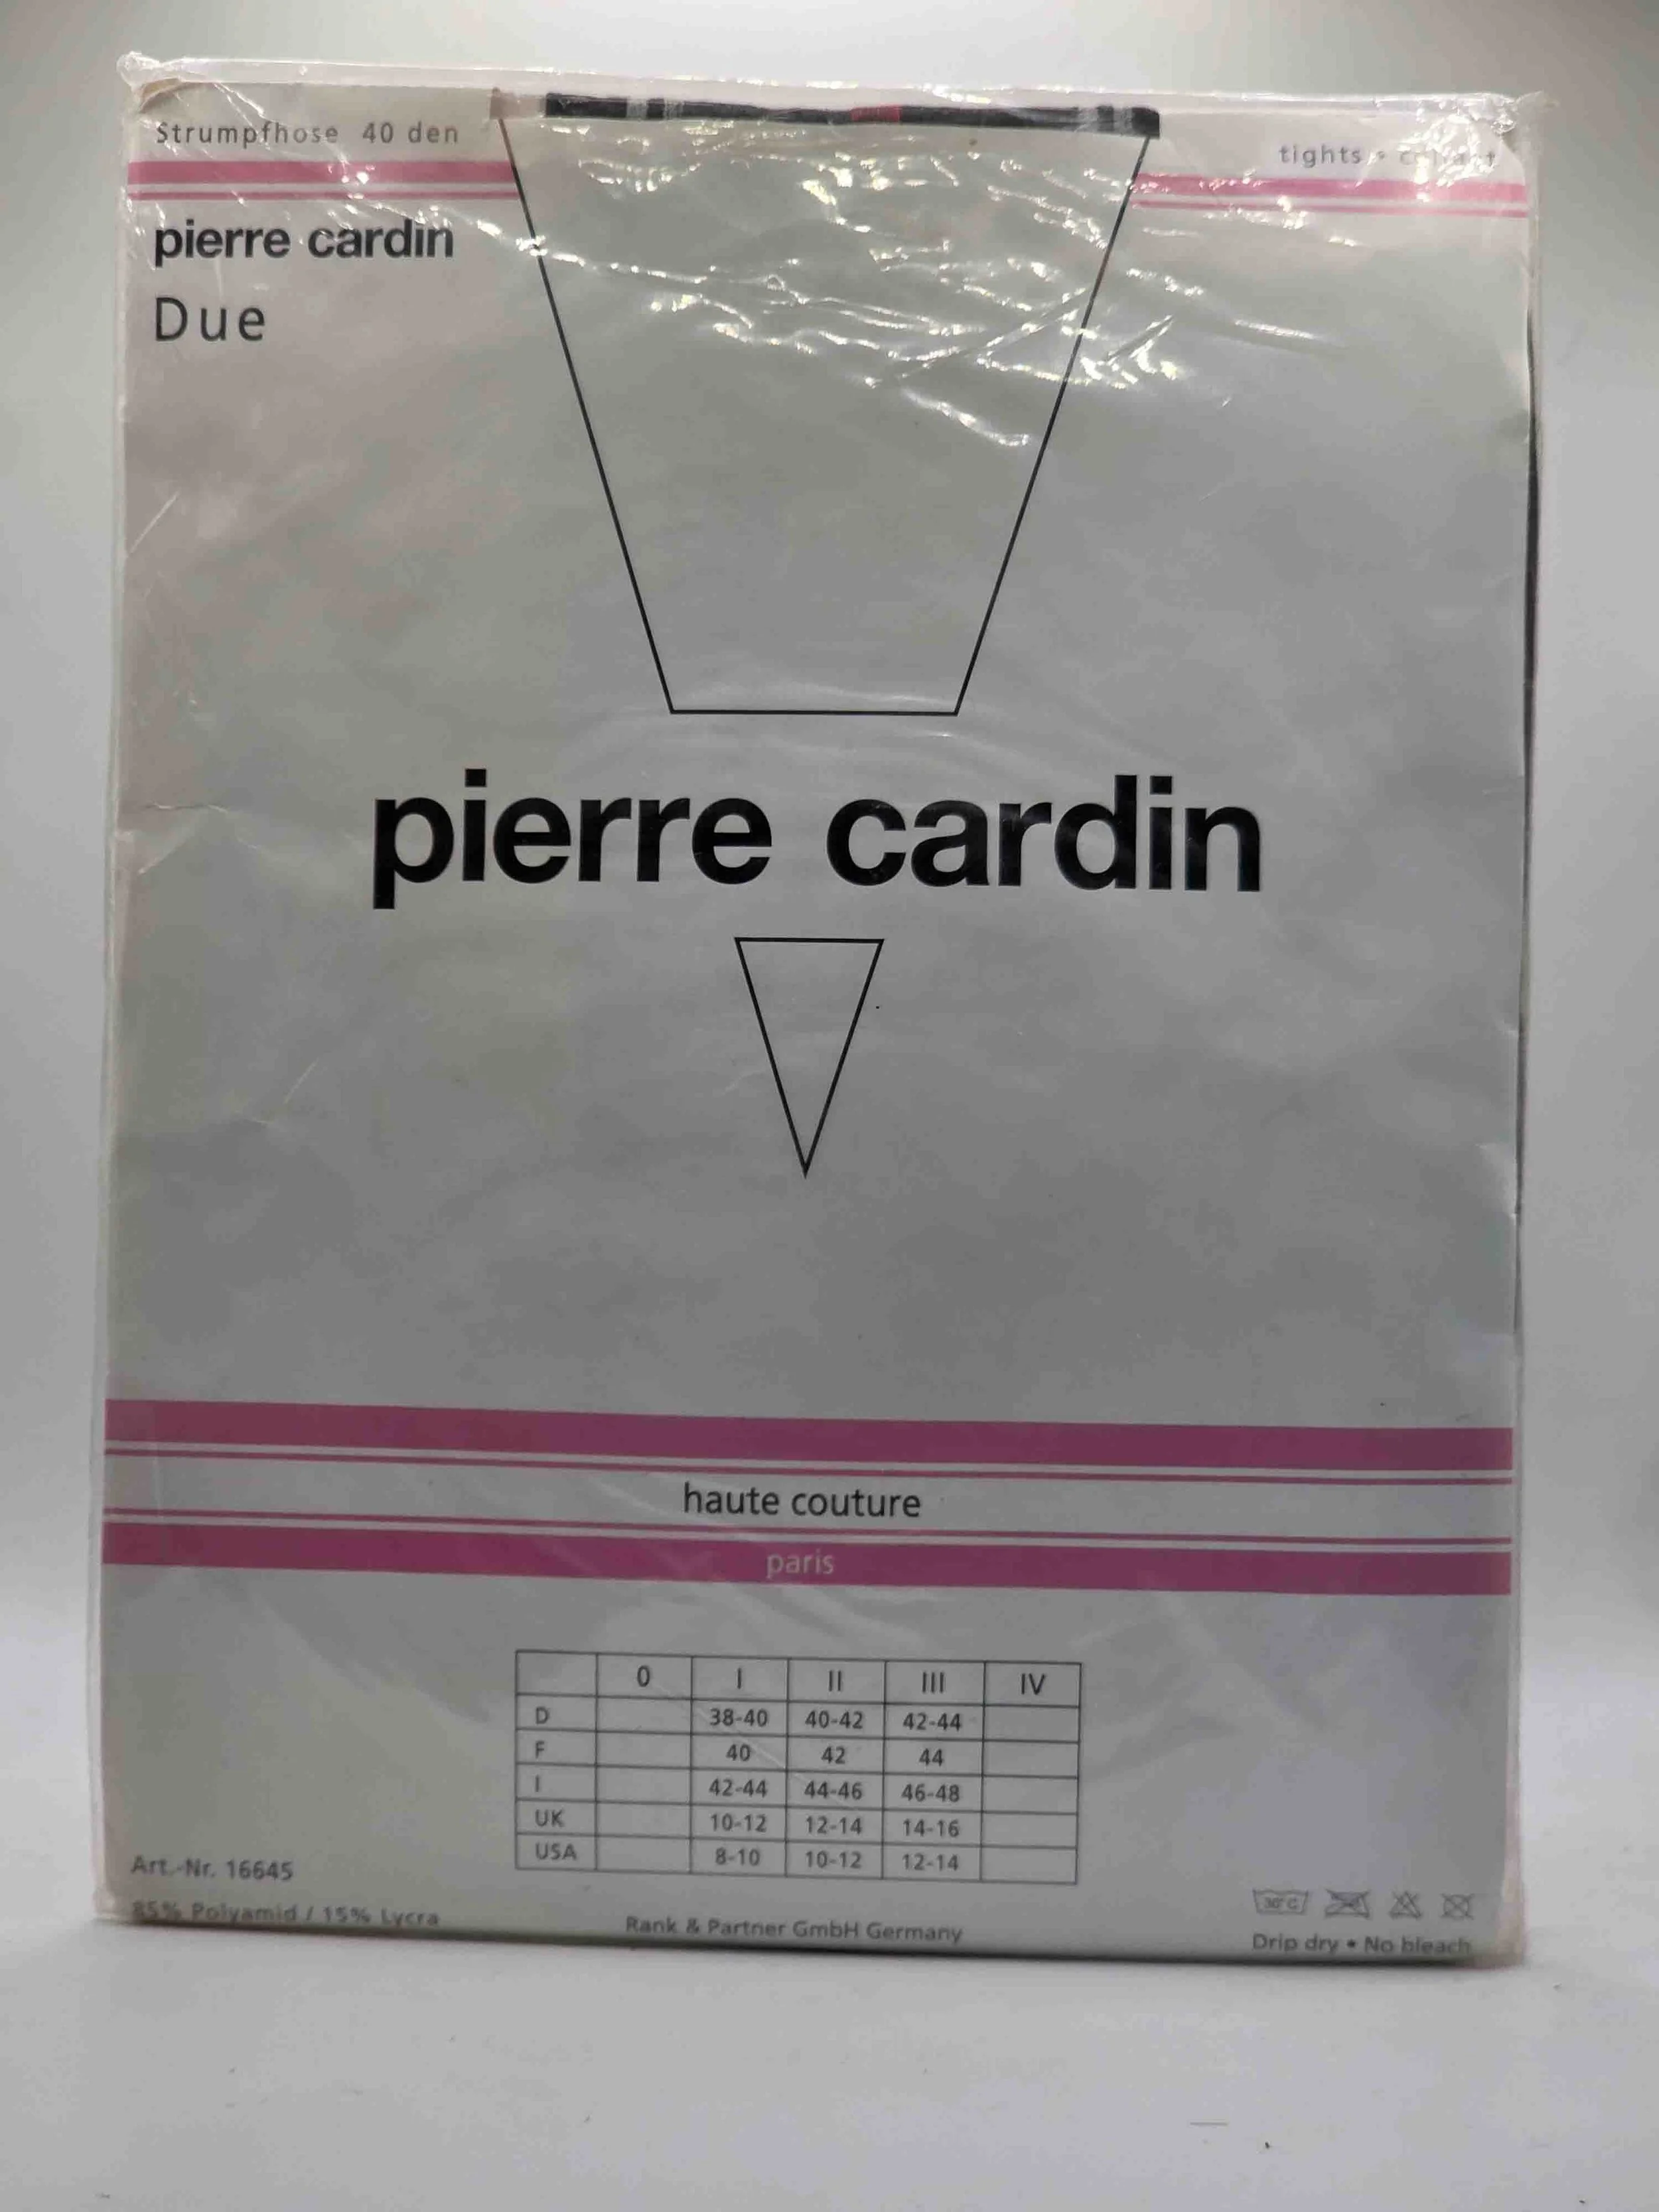 Strumpfhose 40 den
tights •
pierre cardin
Due
pierre cardin
haute couture
paris
0 I II III IV
D 38-40 40-42 42-44
F 40 42 44
I 42-44 44-46 46-48
UK 10-12 12-14 14-16
USA 8-10 10-12 12-14
Art.-Nr. 16645
85% Polyamid / 15% Lycra
Rank & Partner GmbH Germany
30°C
Drip dry • No bleach